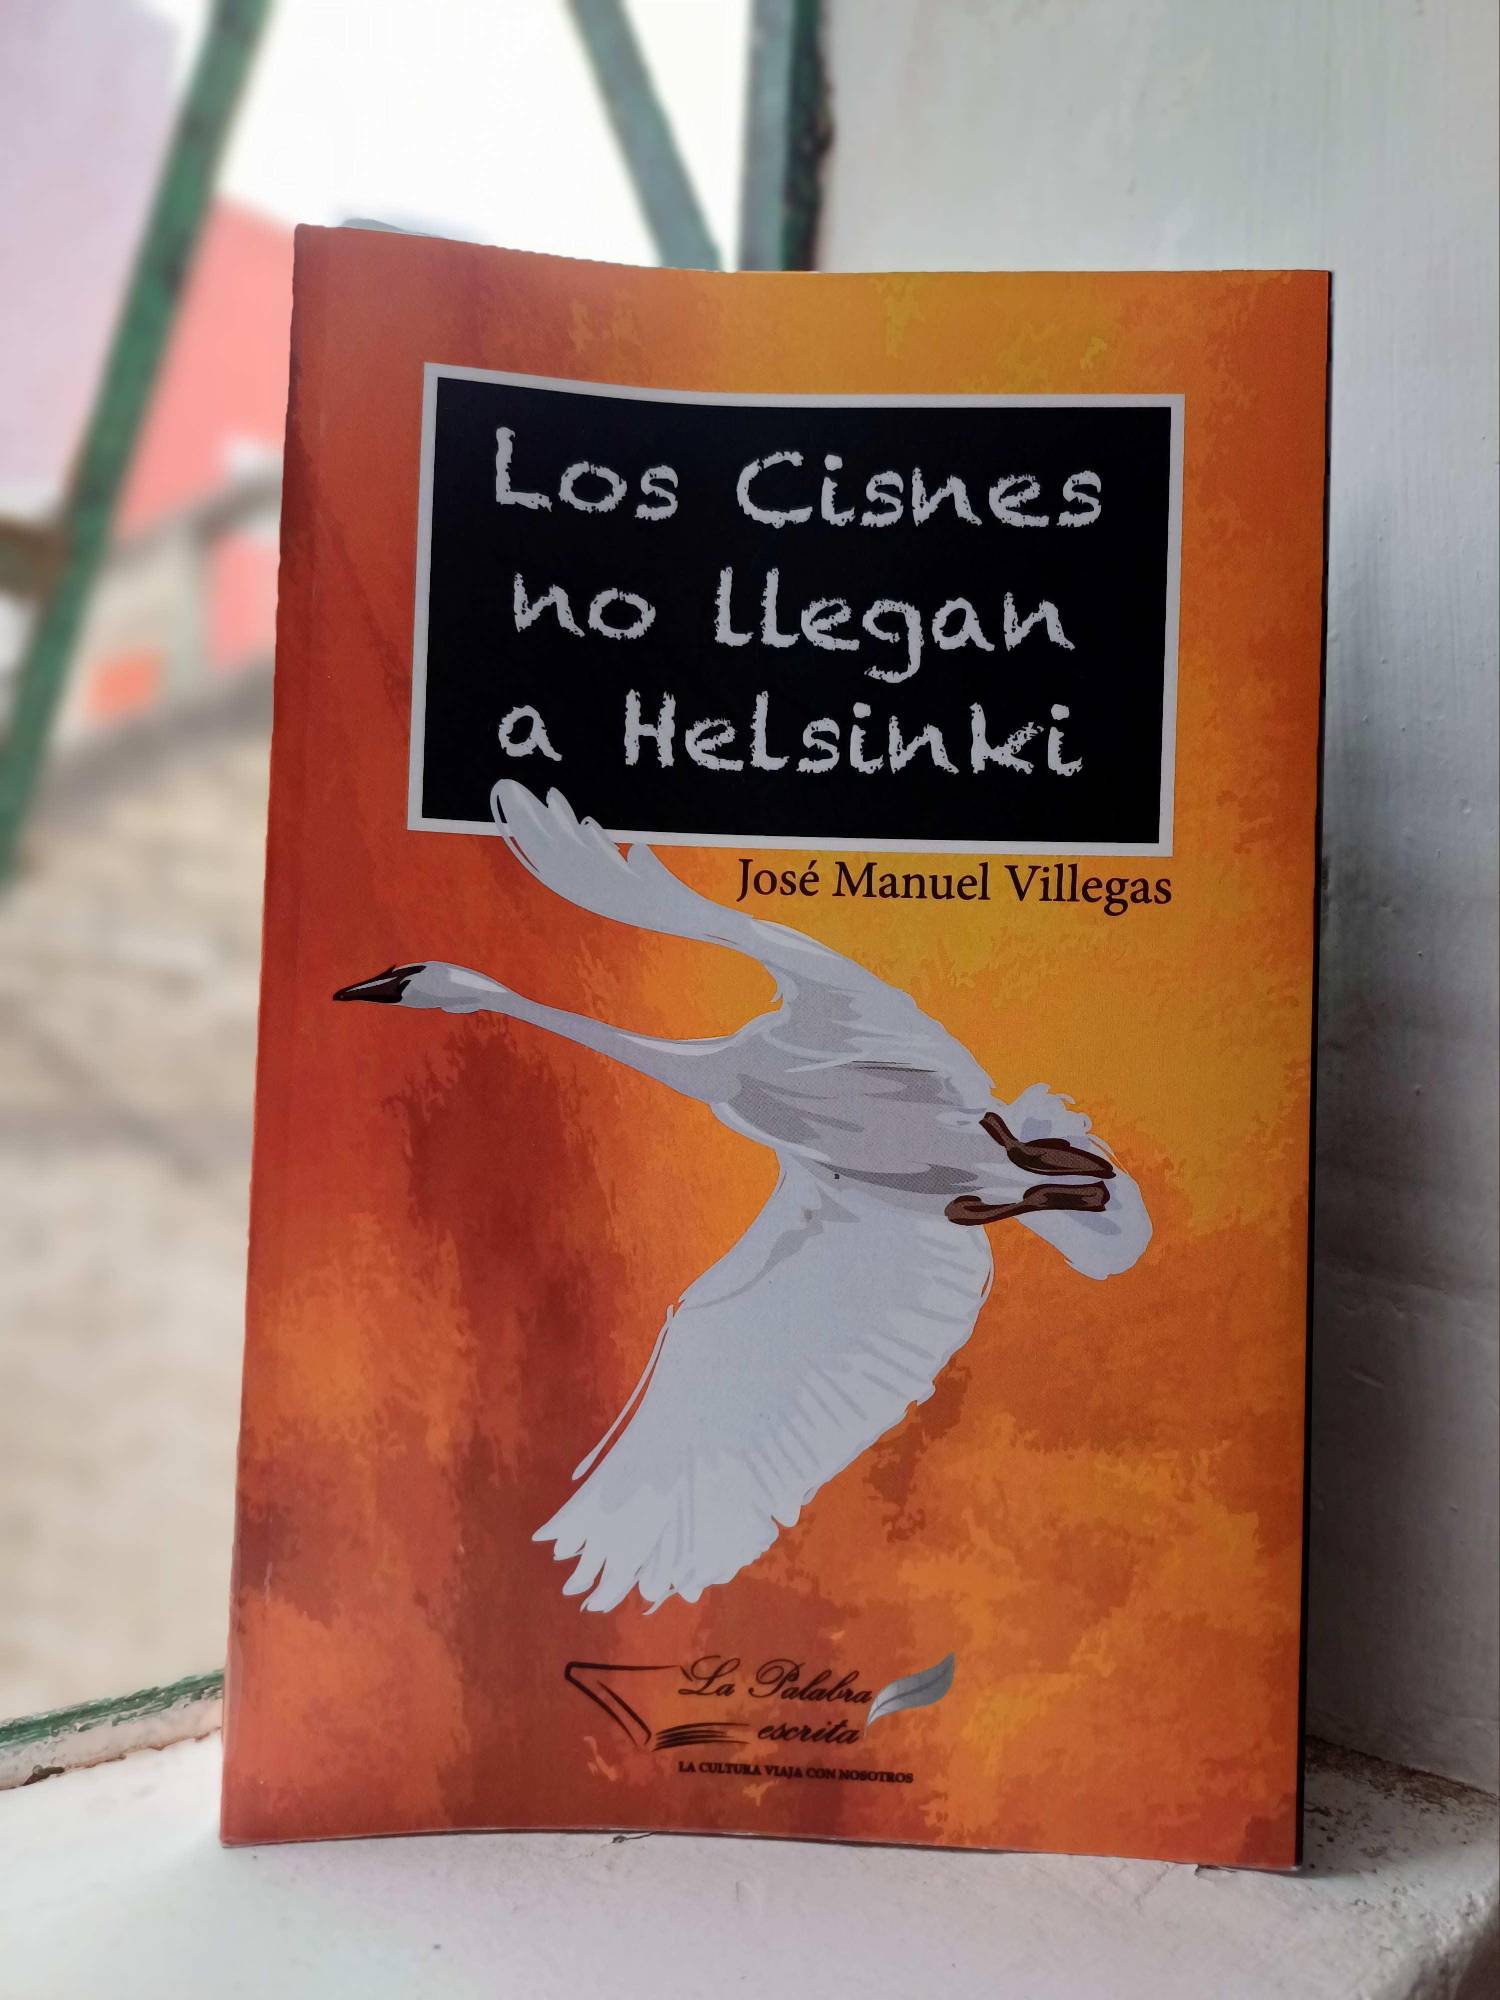 Los Cisnes
no llegan
a Helsinki
José Manuel Villegas
La Palabra
escrita
LA CULTURA VIAJA CON NOSOTROS